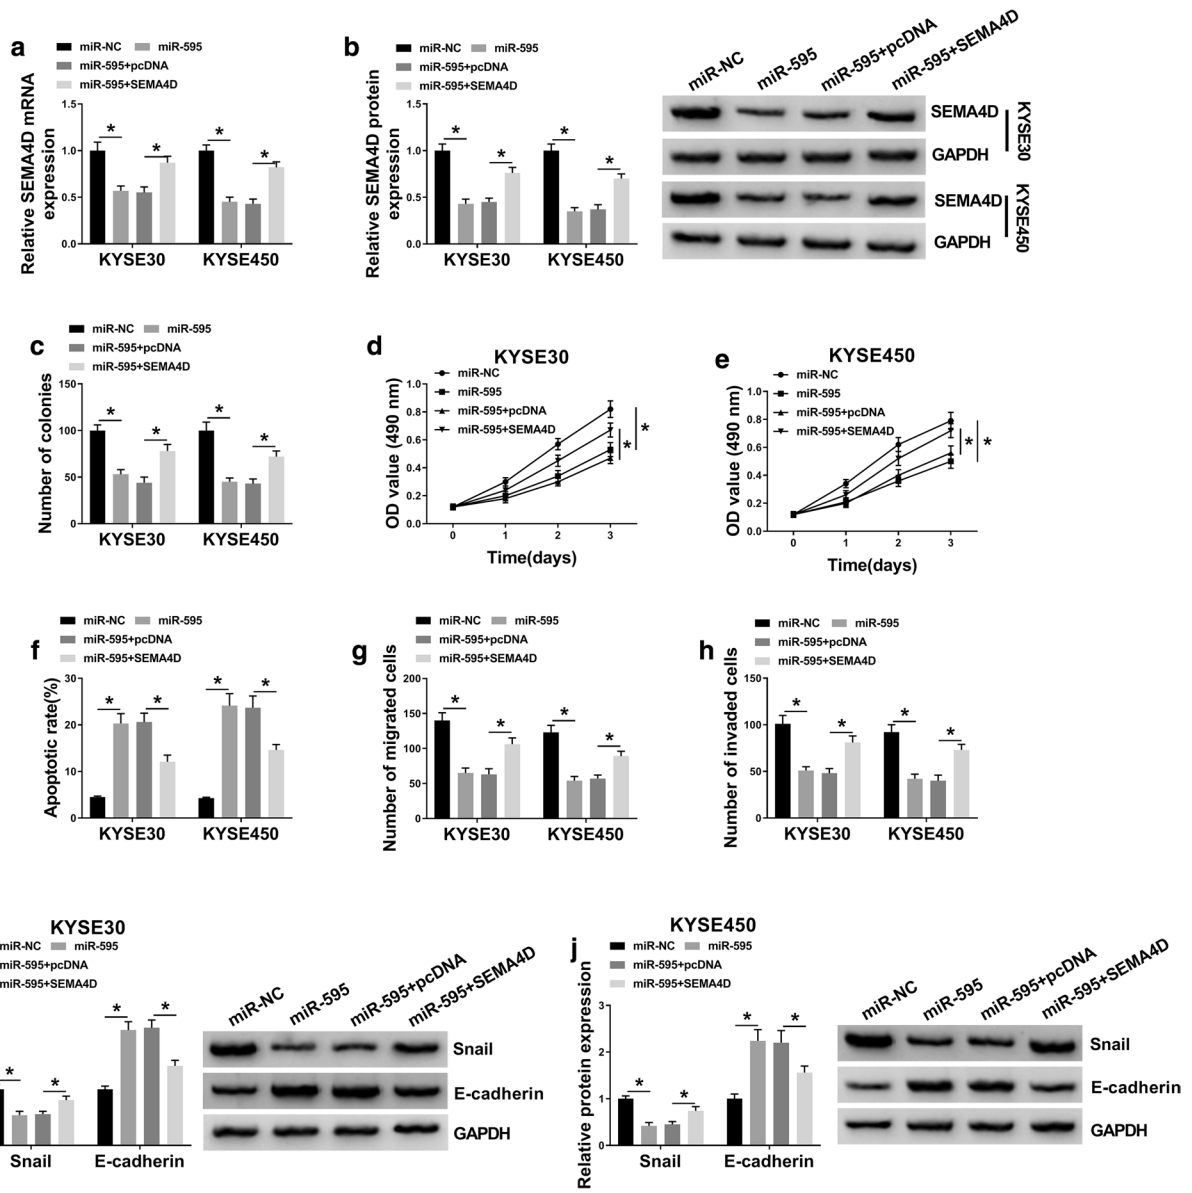 a
miR-NC miR-595
miR-595+pcDNA
miR-595+SEMA4D
Relative SEMA4D mRNA
expression
1.5
1.0
0.5
0.0
* * * *
KYSE30 KYSE450
b
miR-NC miR-595
miR-595+pcDNA
miR-595+SEMA4D
Relative SEMA4D protein
expression
1.5
1.0
0.5
0.0
* * * *
KYSE30 KYSE450
miR-NC miR-595 miR-595+pcDNA miR-595+SEMA4D
SEMA4D
GAPDH
KYSE30
SEMA4D
GAPDH
KYSE450
c
miR-NC miR-595
miR-595+pcDNA
miR-595+SEMA4D
Number of colonies
150
100
50
0
* * * *
KYSE30 KYSE450
d
KYSE30
miR-NC
miR-595
miR-595+pcDNA
miR-595+SEMA4D
OD value (490 nm)
1.0
0.8
0.6
0.4
0.2
0.0
* *
0 1 2 3
Time(days)
e
KYSE450
miR-NC
miR-595
miR-595+pcDNA
miR-595+SEMA4D
OD value (490 nm)
1.0
0.8
0.6
0.4
0.2
0.0
* *
0 1 2 3
Time(days)
f
miR-NC miR-595
miR-595+pcDNA
miR-595+SEMA4D
Apoptotic rate(%)
30
20
10
0
* * * *
KYSE30 KYSE450
g
miR-NC miR-595
miR-595+pcDNA
miR-595+SEMA4D
Number of migrated cells
200
150
100
50
0
* * * *
KYSE30 KYSE450
h
miR-NC miR-595
miR-595+pcDNA
miR-595+SEMA4D
Number of invaded cells
150
100
50
0
* * * *
KYSE30 KYSE450
KYSE30
miR-NC miR-595
miR-595+pcDNA
miR-595+SEMA4D
* * * *
Snail E-cadherin
miR-NC miR-595 miR-595+pcDNA miR-595+SEMA4D
Snail
E-cadherin
GAPDH
j
KYSE450
miR-NC miR-595
miR-595+pcDNA
miR-595+SEMA4D
Relative protein expression
3
2
1
0
* * * *
Snail E-cadherin
miR-NC miR-595 miR-595+pcDNA miR-595+SEMA4D
Snail
E-cadherin
GAPDH